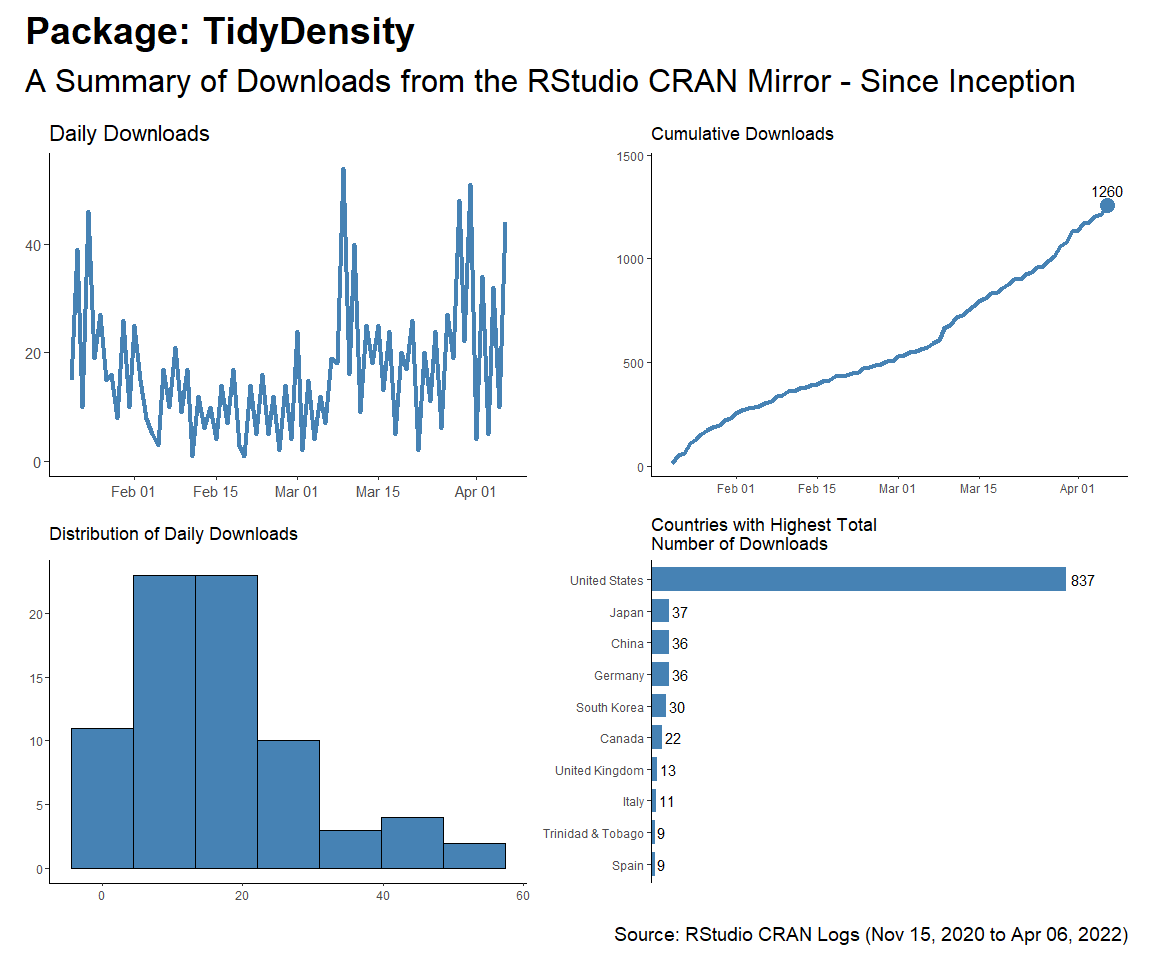 Package: TidyDensity
A Summary of Downloads from the RStudio CRAN Mirror - Since Inception
Daily Downloads
40
20
0
Feb 01 Feb 15 Mar 01 Mar 15 Apr 01
Cumulative Downloads
1500
1000
500
0
1260
Feb 01 Feb 15 Mar 01 Mar 15 Apr 01
Distribution of Daily Downloads
20
15
10
5
0
0 20 40 60
Countries with Highest Total
Number of Downloads
United States 837
Japan 37
China 36
Germany 36
South Korea 30
Canada 22
United Kingdom 13
Italy 11
Trinidad & Tobago 9
Spain 9
Source: RStudio CRAN Logs (Nov 15, 2020 to Apr 06, 2022)